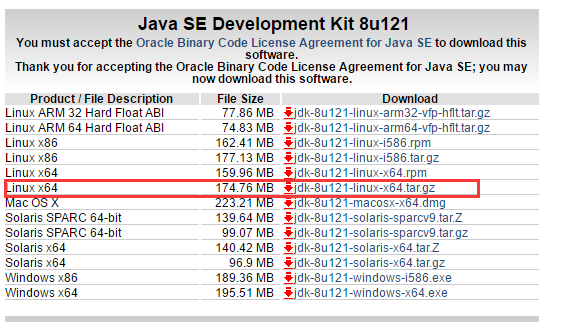 Java SE Development Kit 8u121
You must accept the Oracle Binary Code License Agreement for Java SE to download this
software.
Thank you for accepting the Oracle Binary Code License Agreement for Java SE; you may
now download this software.
Product / File Description File Size Download
Linux ARM 32 Hard Float ABI 77.86 MB jdk-8u121-linux-arm32-vfp-hflt.tar.gz
Linux ARM 64 Hard Float ABI 74.83 MB jdk-8u121-linux-arm64-vfp-hflt.tar.gz
Linux x86 162.41 MB jdk-8u121-linux-i586.rpm
Linux x86 177.13 MB jdk-8u121-linux-i586.tar.gz
Linux x64 159.96 MB jdk-8u121-linux-x64.rpm
Linux x64 174.76 MB jdk-8u121-linux-x64.tar.gz
Mac OS X 223.21 MB jdk-8u121-macosx-x64.dmg
Solaris SPARC 64-bit 139.64 MB jdk-8u121-solaris-sparcv9.tar.Z
Solaris SPARC 64-bit 99.07 MB jdk-8u121-solaris-sparcv9.tar.gz
Solaris x64 140.42 MB jdk-8u121-solaris-x64.tar.Z
Solaris x64 96.9 MB jdk-8u121-solaris-x64.tar.gz
Windows x86 189.36 MB jdk-8u121-windows-i586.exe
Windows x64 195.51 MB jdk-8u121-windows-x64.exe